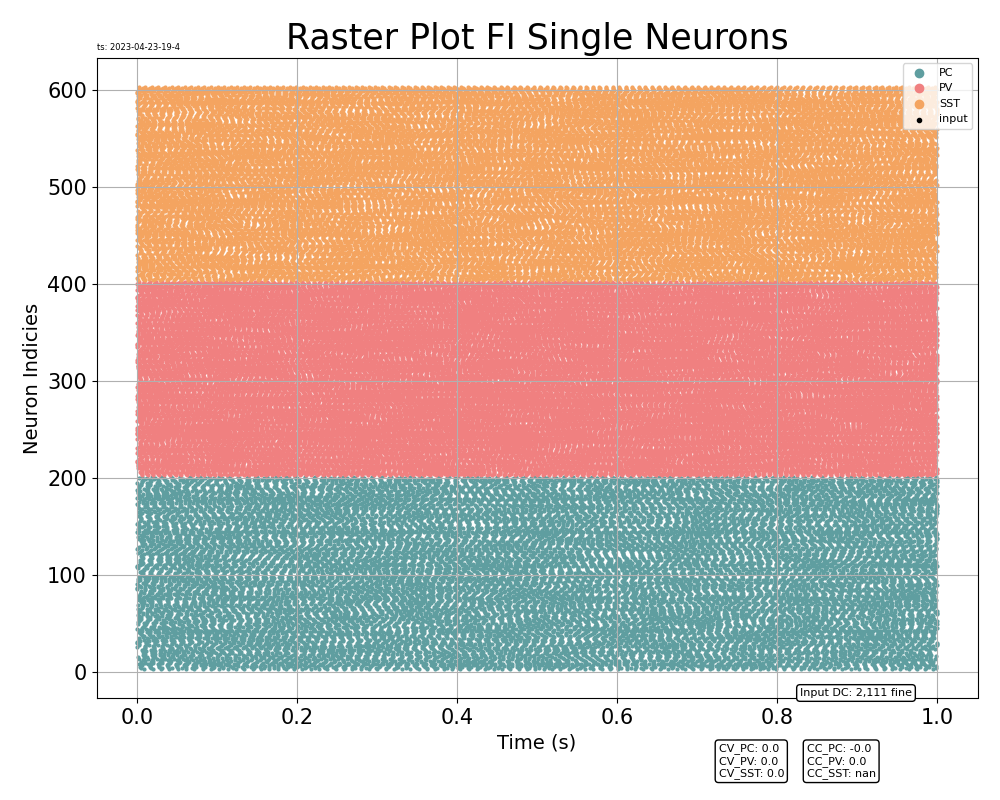 Raster Plot FI Single Neurons
ts: 2023-04-23-19-4
PC
PV
SST
input
600
500
400
300
200
100
0
Neuron Indicies
Input DC: 2,111 fine
0.0 0.2 0.4 0.6 0.8 1.0
Time (s)
CV_PC: 0.0
CV_PV: 0.0
CV_SST: 0.0
CC_PC: -0.0
CC_PV: 0.0
CC_SST: nan